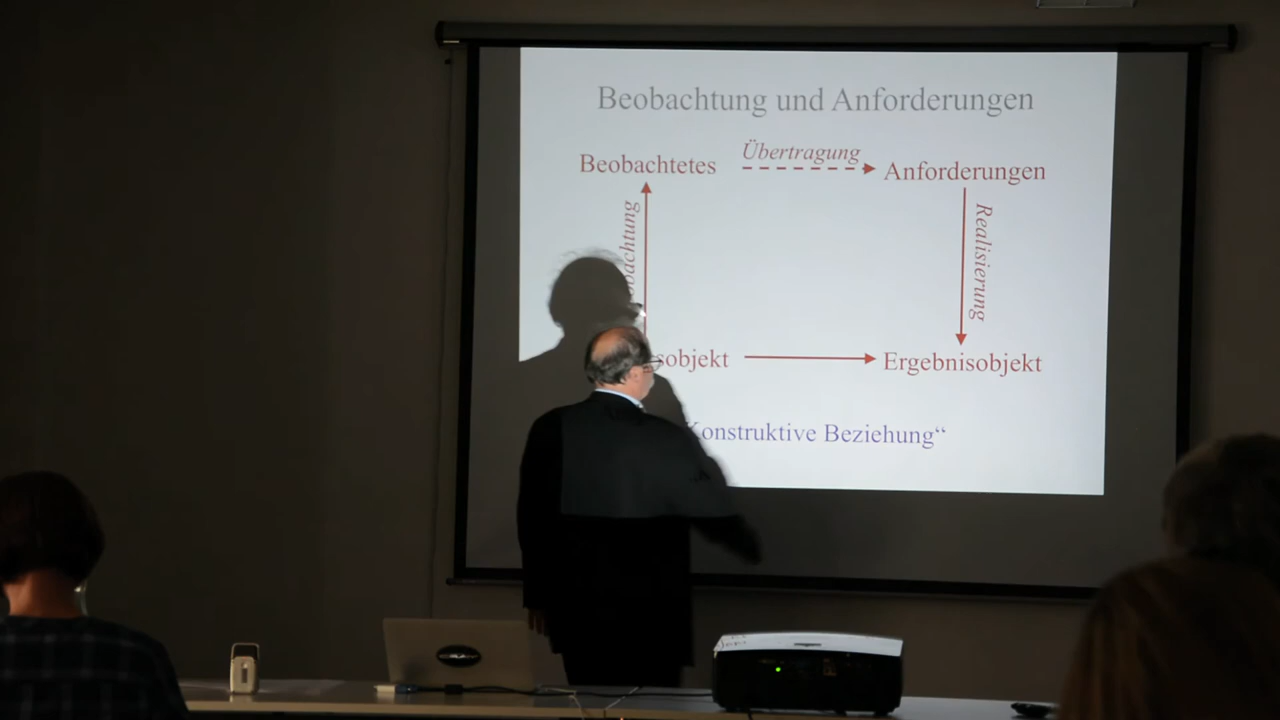 Beobachtung und Anforderungen
Beobachtetes
Übertragung
Anforderungen
Realisierung
Ergebnisobjekt
Konstruktive Beziehung“